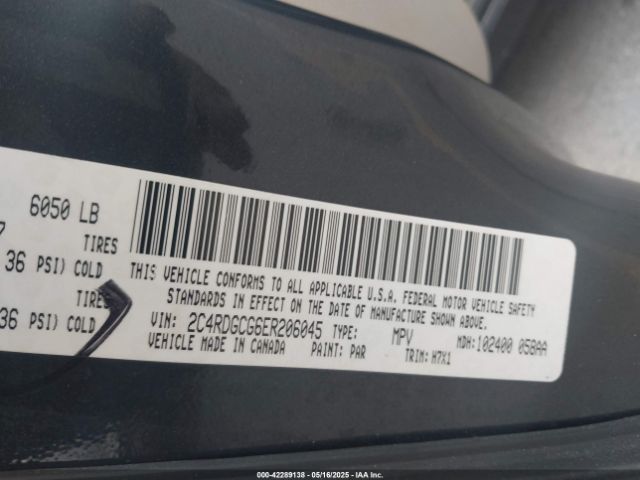 6050 LB
TIRES
36 PSI) COLD
TIRES
36 PSI) COLD
THIS VEHICLE CONFORMS TO ALL APPLICABLE U.S.A. FEDERAL MOTOR VEHICLE SAFETY
STANDARDS IN EFFECT ON THE DATE OF MANUFACTURE SHOWN ABOVE.
VIN: 2C4RDGCG6ER206045 TYPE: MPV MDH: 102400 058AA
VEHICLE MADE IN CANADA PAINT: PAR TRIM: H7X1
000-42289138 - 05/16/2025 - IAA Inc.